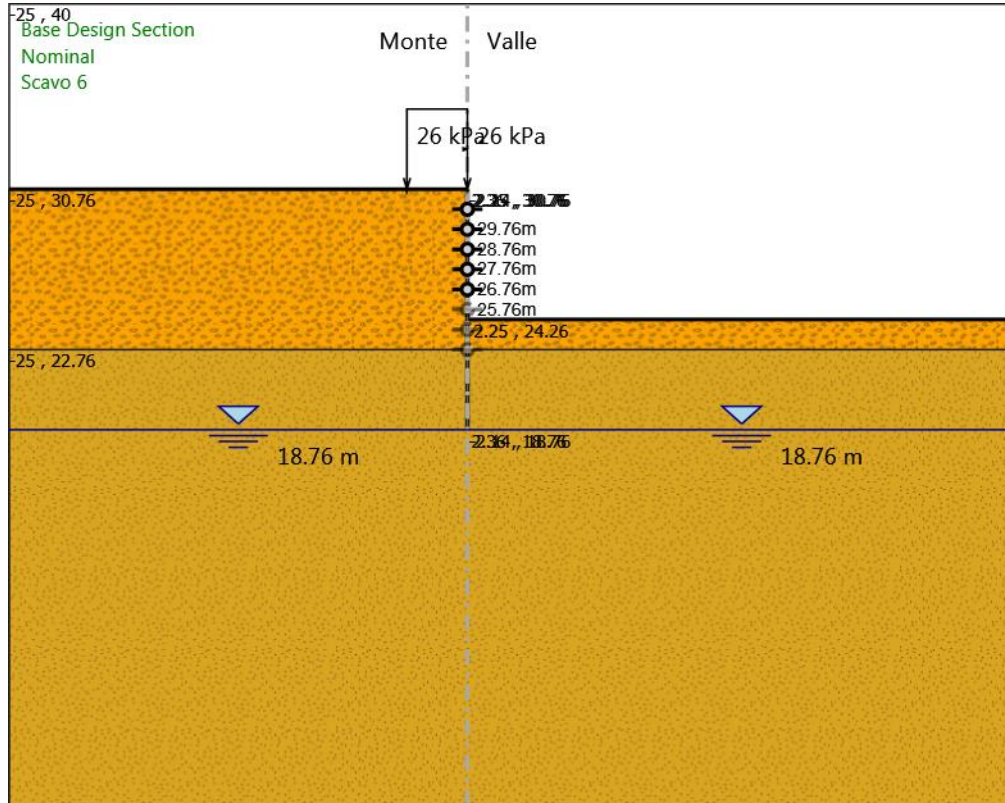 -25 , 40
Base Design Section
Nominal
Scavo 6
Monte
Valle
26 kPa
26 kPa
-25 , 30.76
29.76m
28.76m
27.76m
26.76m
25.76m
-2.25 , 24.26
-25 , 22.76
18.76 m
18.76 m